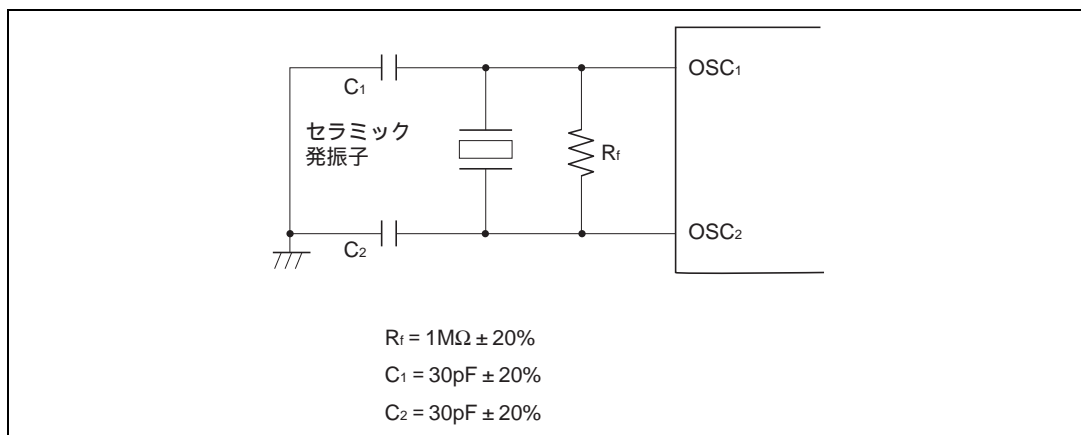 C₁
OSC₁
セラミック
発振子
Rf
C₂
OSC₂
Rf = 1MΩ ± 20%
C₁ = 30pF ± 20%
C₂ = 30pF ± 20%